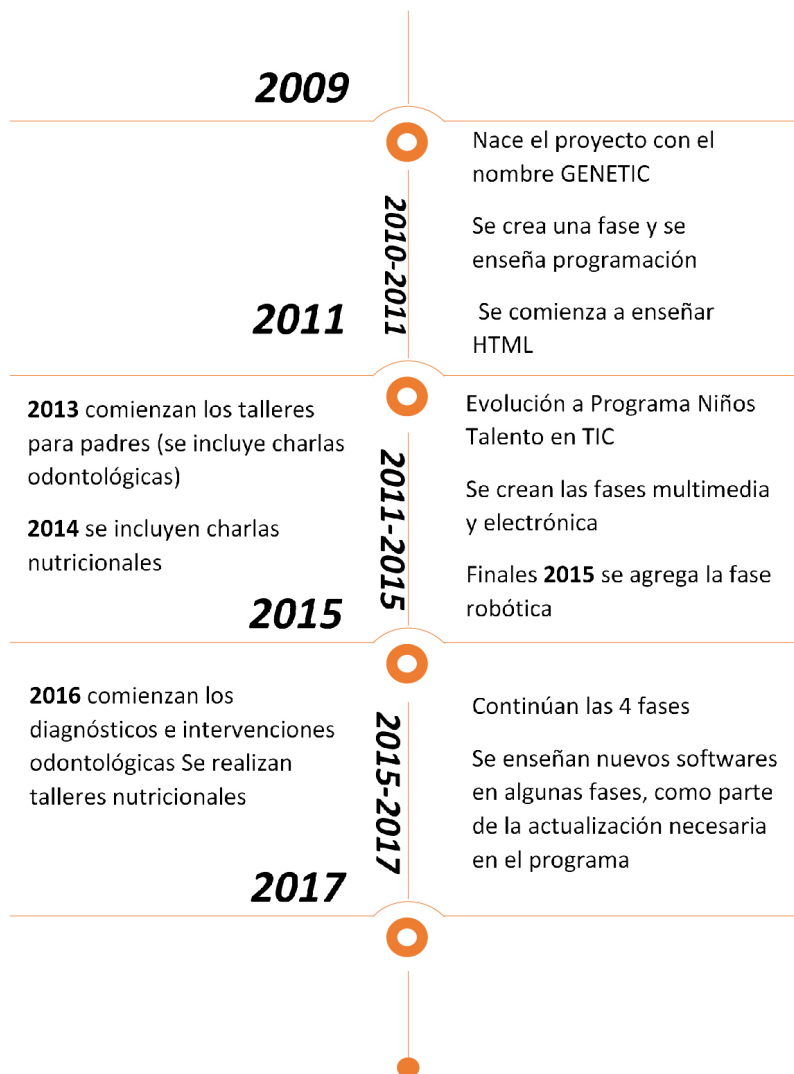 2009
Nace el proyecto con el
nombre GENETIC
Se crea una fase y se
enseña programación
Se comienza a enseñar
HTML
2010-2011
2011
2013 comienzan los talleres
para padres (se incluye charlas
odontológicas)
2014 se incluyen charlas
nutricionales
2011-2015
Evolución a Programa Niños
Talento en TIC
Se crean las fases multimedia
y electrónica
Finales 2015 se agrega la fase
robótica
2015
2016 comienzan los
diagnósticos e intervenciones
odontológicas Se realizan
talleres nutricionales
2015-2017
Continúan las 4 fases
Se enseñan nuevos softwares
en algunas fases, como parte
de la actualización necesaria
en el programa
2017